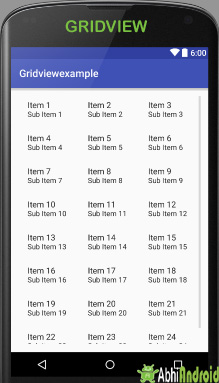 GRIDVIEW
6:00
Gridviewexample
Item 1 Item 2 Item 3
Sub Item 1 Sub Item 2 Sub Item 3
Item 4 Item 5 Item 6
Sub Item 4 Sub Item 5 Sub Item 6
Item 7 Item 8 Item 9
Sub Item 7 Sub Item 8 Sub Item 9
Item 10 Item 11 Item 12
Sub Item 10 Sub Item 11 Sub Item 12
Item 13 Item 14 Item 15
Sub Item 13 Sub Item 14 Sub Item 15
Item 16 Item 17 Item 18
Sub Item 16 Sub Item 17 Sub Item 18
Item 19 Item 20 Item 21
Sub Item 19 Sub Item 20 Sub Item 21
Item 22 Item 23 Item 24
AbhiAndroid